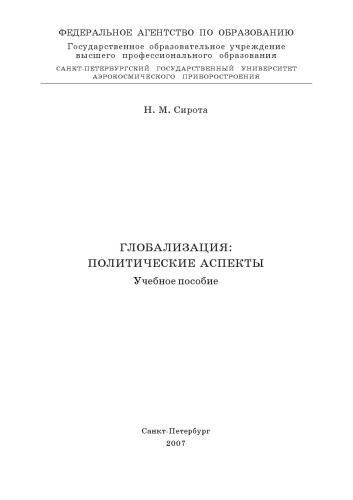 ФЕДЕРАЛЬНОЕ АГЕНТСТВО ПО ОБРАЗОВАНИЮ
Государственное образовательное учреждение
высшего профессионального образования
САНКТ-ПЕТЕРБУРГСКИЙ ГОСУДАРСТВЕННЫЙ УНИВЕРСИТЕТ
АЭРОКОСМИЧЕСКОГО ПРИБОРОСТРОЕНИЯ
Н. М. Сирота
ГЛОБАЛИЗАЦИЯ:
ПОЛИТИЧЕСКИЕ АСПЕКТЫ
Учебное пособие
Санкт-Петербург
2007